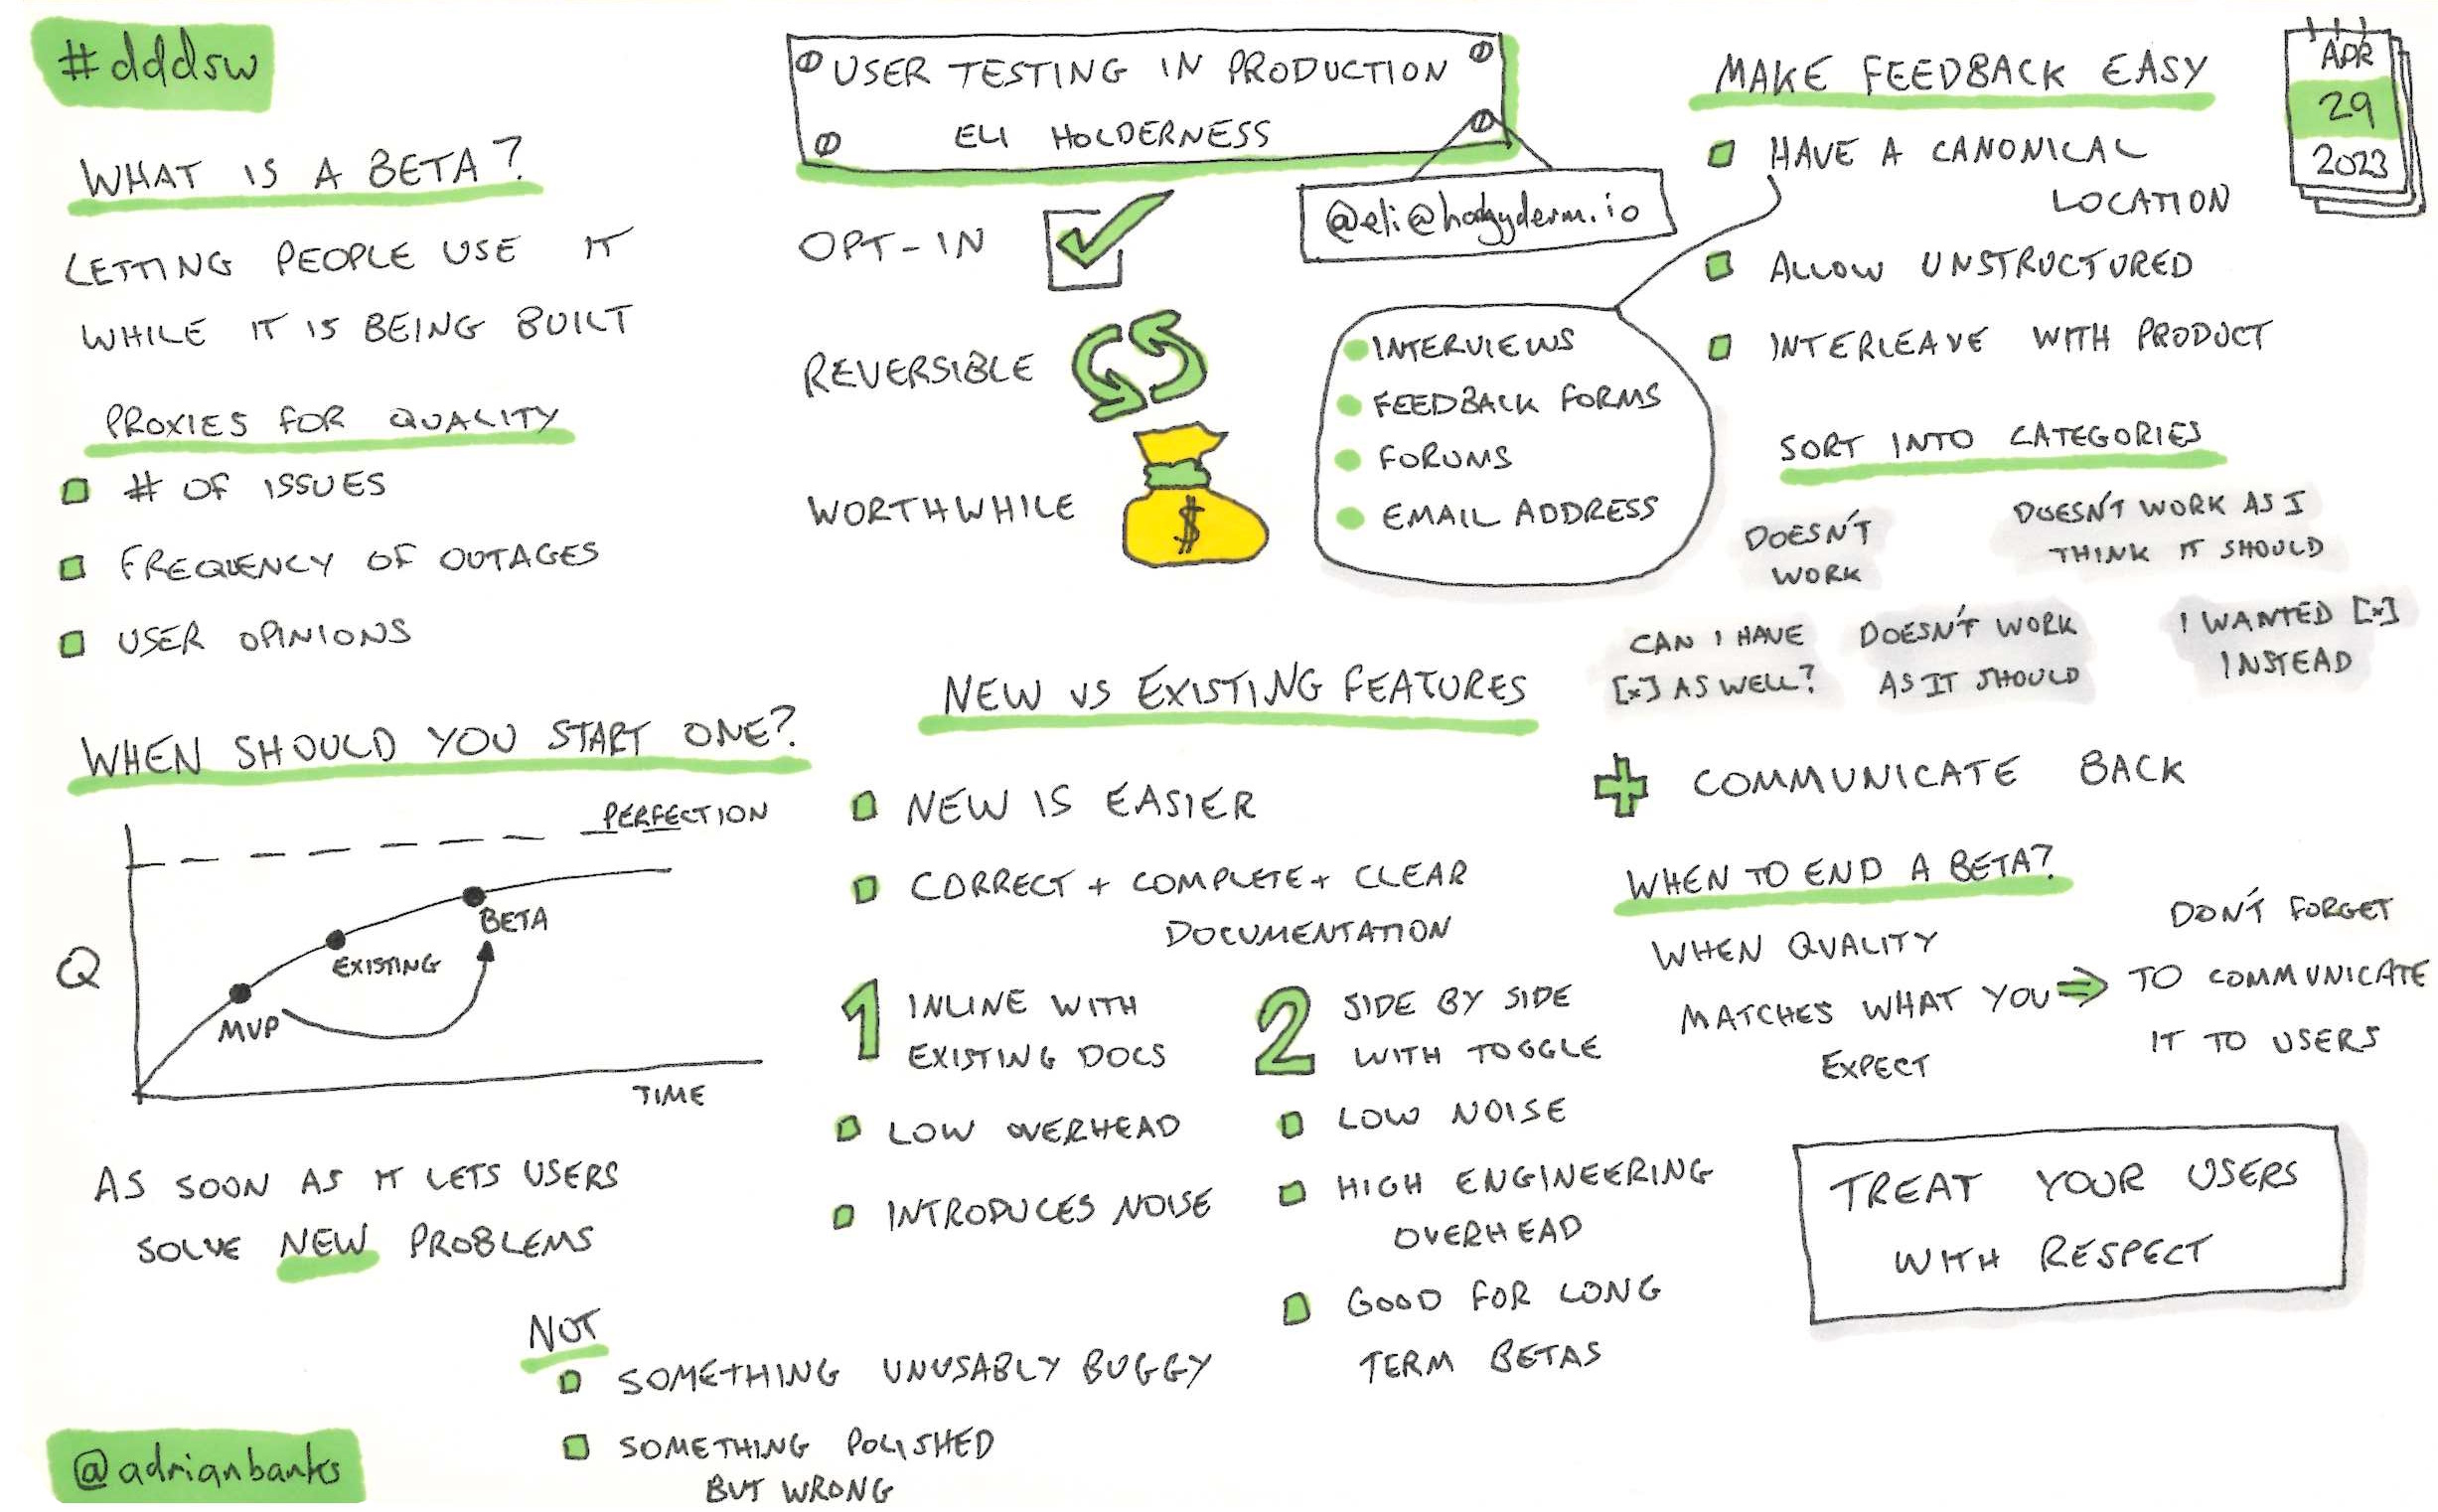 #dddsw
USER TESTING IN PRODUCTION
ELI HOLDERNESS
@eli@hachyderm.io
APR
29
2023
WHAT IS A BETA?
LETTING PEOPLE USE IT
WHILE IT IS BEING BUILT
PROXIES FOR QUALITY
# OF ISSUES
FREQUENCY OF OUTAGES
USER OPINIONS
WHEN SHOULD YOU START ONE?
PERFECTION
BETA
EXISTING
MVP
Q
TIME
AS SOON AS IT LETS USERS
SOLVE NEW PROBLEMS
NOT
SOMETHING UNUSABLY BUGGY
SOMETHING POLISHED
BUT WRONG
@adrianbanks
OPT-IN
REVERSIBLE
WORTHWHILE
$
NEW VS EXISTING FEATURES
NEW IS EASIER
CORRECT + COMPLETE + CLEAR
DOCUMENTATION
1 INLINE WITH
EXISTING DOCS
LOW OVERHEAD
INTRODUCES NOISE
2 SIDE BY SIDE
WITH TOGGLE
LOW NOISE
HIGH ENGINEERING
OVERHEAD
GOOD FOR LONG
TERM BETAS
MAKE FEEDBACK EASY
HAVE A CANONICAL
LOCATION
INTERVIEWS
FEEDBACK FORMS
FORUMS
EMAIL ADDRESS
ALLOW UNSTRUCTURED
INTERLEAVE WITH PRODUCT
SORT INTO CATEGORIES
DOESN'T
WORK
DOESN'T WORK AS I
THINK IT SHOULD
CAN I HAVE
[x] AS WELL?
DOESN'T WORK
AS IT SHOULD
I WANTED [x]
INSTEAD
+ COMMUNICATE BACK
WHEN TO END A BETA?
WHEN QUALITY
MATCHES WHAT YOU
EXPECT
⇒
DON'T FORGET
TO COMMUNICATE
IT TO USERS
TREAT YOUR USERS
WITH RESPECT